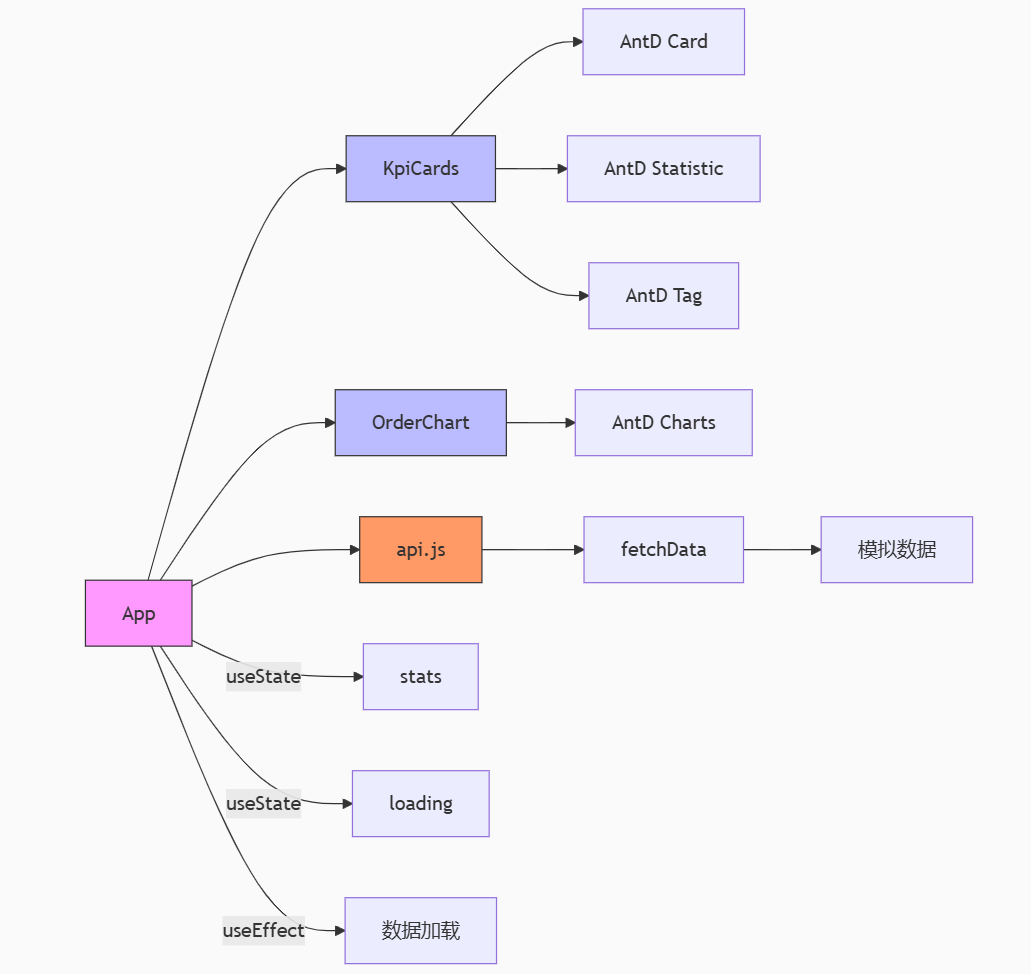 AntD Card
KpiCards
AntD Statistic
AntD Tag
OrderChart
AntD Charts
api.js
fetchData
模拟数据
App
useState
stats
useState
loading
useEffect
数据加载